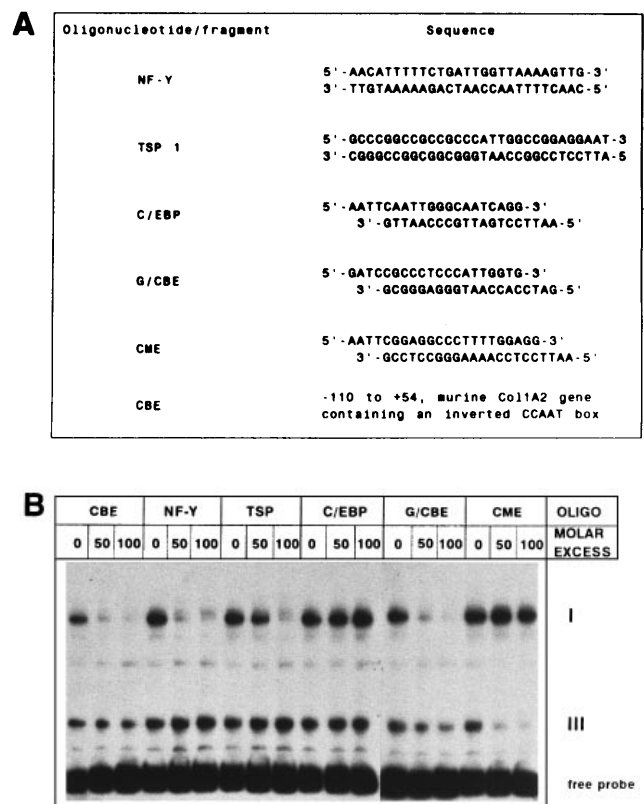 A
Oligonucleotide/fragment Sequence
NF-Y 5'-AACATTTTTCTGATTGGTTAAAAGTTG-3'
3'-TTGTAAAAAGACTAACCAATTTTCAAC-5'
TSP 1 5'-GCCCGGCCGCCGCCCATTGGCCGGAGGAAT-3
3'-CGGGCCGGCGGCGGGTAACCGGCCTCCTTA-5
C/EBP 5'-AATTCAATTGGGCAATCAGG-3'
3'-GTTAACCCGTTAGTCCTTAA-5'
G/CBE 5'-GATCCGCCCTCCCATTGGTG-3'
3'-GCGGGAGGGTAACCACCTAG-5'
CME 5'-AATTCGGAGGCCCTTTTGGAGG-3'
3'-GCCTCCGGGAAAACCTCCTTAA-5'
CBE -110 to +54, murine Col1A2 gene
containing an inverted CCAAT box
B
CBE NF-Y TSP C/EBP G/CBE CME OLIGO
0 50 100 0 50 100 0 50 100 0 50 100 0 50 100 0 50 100 MOLAR EXCESS
I
III
free probe